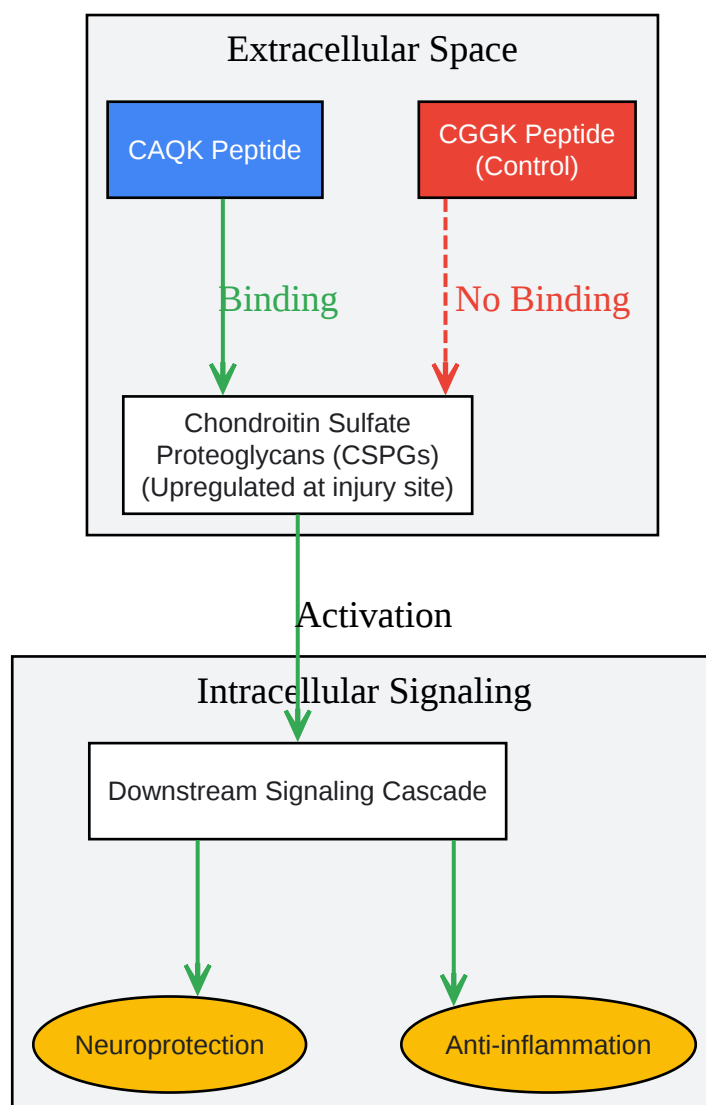 Extracellular Space
CAQK Peptide
CGGK Peptide
(Control)
Binding
No Binding
Chondroitin Sulfate
Proteoglycans (CSPGs)
(Upregulated at injury site)
Activation
Intracellular Signaling
Downstream Signaling Cascade
Neuroprotection
Anti-inflammation